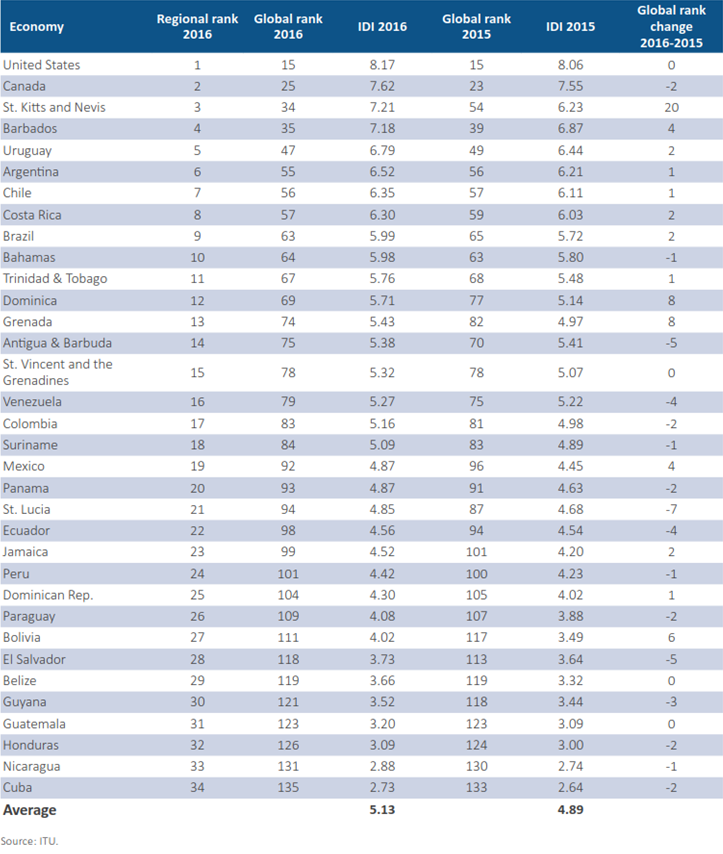 Economy Regional rank 2016 Global rank 2016 IDI 2016 Global rank 2015 IDI 2015 Global rank change 2016-2015
United States 1 15 8.17 15 8.06 0
Canada 2 25 7.62 23 7.55 -2
St. Kitts and Nevis 3 34 7.21 54 6.23 20
Barbados 4 35 7.18 39 6.87 4
Uruguay 5 47 6.79 49 6.44 2
Argentina 6 55 6.52 56 6.21 1
Chile 7 56 6.35 57 6.11 1
Costa Rica 8 57 6.30 59 6.03 2
Brazil 9 63 5.99 65 5.72 2
Bahamas 10 64 5.98 63 5.80 -1
Trinidad & Tobago 11 67 5.76 68 5.48 1
Dominica 12 69 5.71 77 5.14 8
Grenada 13 74 5.43 82 4.97 8
Antigua & Barbuda 14 75 5.38 70 5.41 -5
St. Vincent and the Grenadines 15 78 5.32 78 5.07 0
Venezuela 16 79 5.27 75 5.22 -4
Colombia 17 83 5.16 81 4.98 -2
Suriname 18 84 5.09 83 4.89 -1
Mexico 19 92 4.87 96 4.45 4
Panama 20 93 4.87 91 4.63 -2
St. Lucia 21 94 4.85 87 4.68 -7
Ecuador 22 98 4.56 94 4.54 -4
Jamaica 23 99 4.52 101 4.20 2
Peru 24 101 4.42 100 4.23 -1
Dominican Rep. 25 104 4.30 105 4.02 1
Paraguay 26 109 4.08 107 3.88 -2
Bolivia 27 111 4.02 117 3.49 6
El Salvador 28 118 3.73 113 3.64 -5
Belize 29 119 3.66 119 3.32 0
Guyana 30 121 3.52 118 3.44 -3
Guatemala 31 123 3.20 123 3.09 0
Honduras 32 126 3.09 124 3.00 -2
Nicaragua 33 131 2.88 130 2.74 -1
Cuba 34 135 2.73 133 2.64 -2
Average 5.13 4.89
Source: ITU.